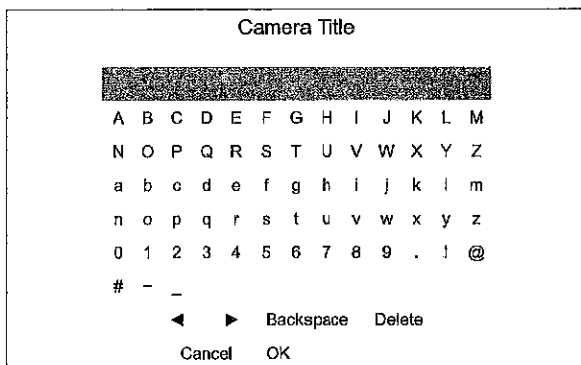 Camera Title
A B C D E F G H I J K L M
N O P Q R S T U V W X Y Z
a b c d e f g h i j k l m
n o p q r s t u v w x y z
0 1 2 3 4 5 6 7 8 9 . ! @
# – _
◄ ► Backspace Delete
Cancel OK